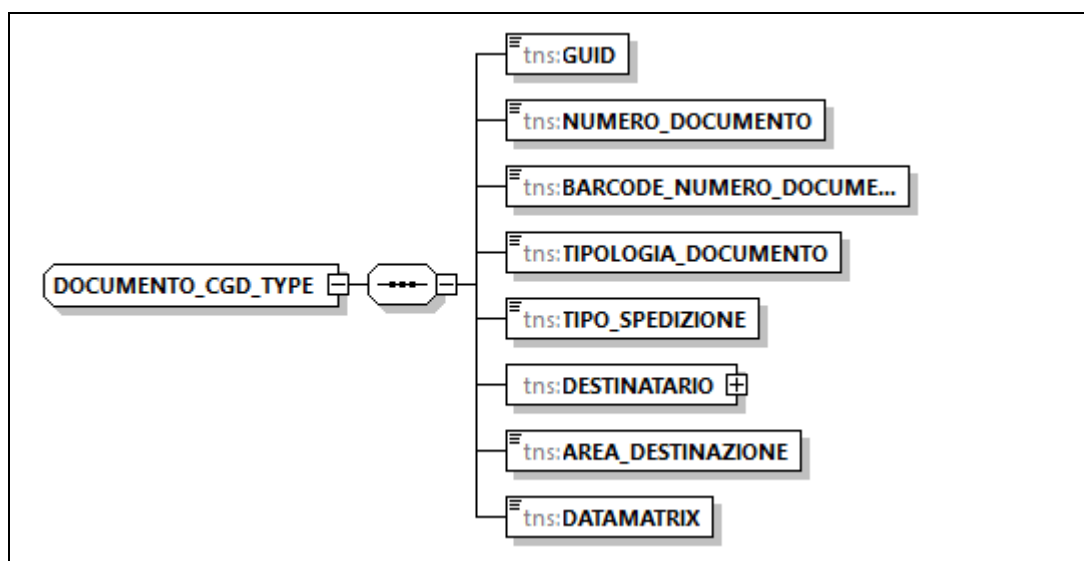 tns:GUID
tns:NUMERO_DOCUMENTO
tns:BARCODE_NUMERO_DOCUME...
tns:TIPOLOGIA_DOCUMENTO
DOCUMENTO_CGD_TYPE
tns:TIPO_SPEDIZIONE
tns:DESTINATARIO
tns:AREA_DESTINAZIONE
tns:DATAMATRIX